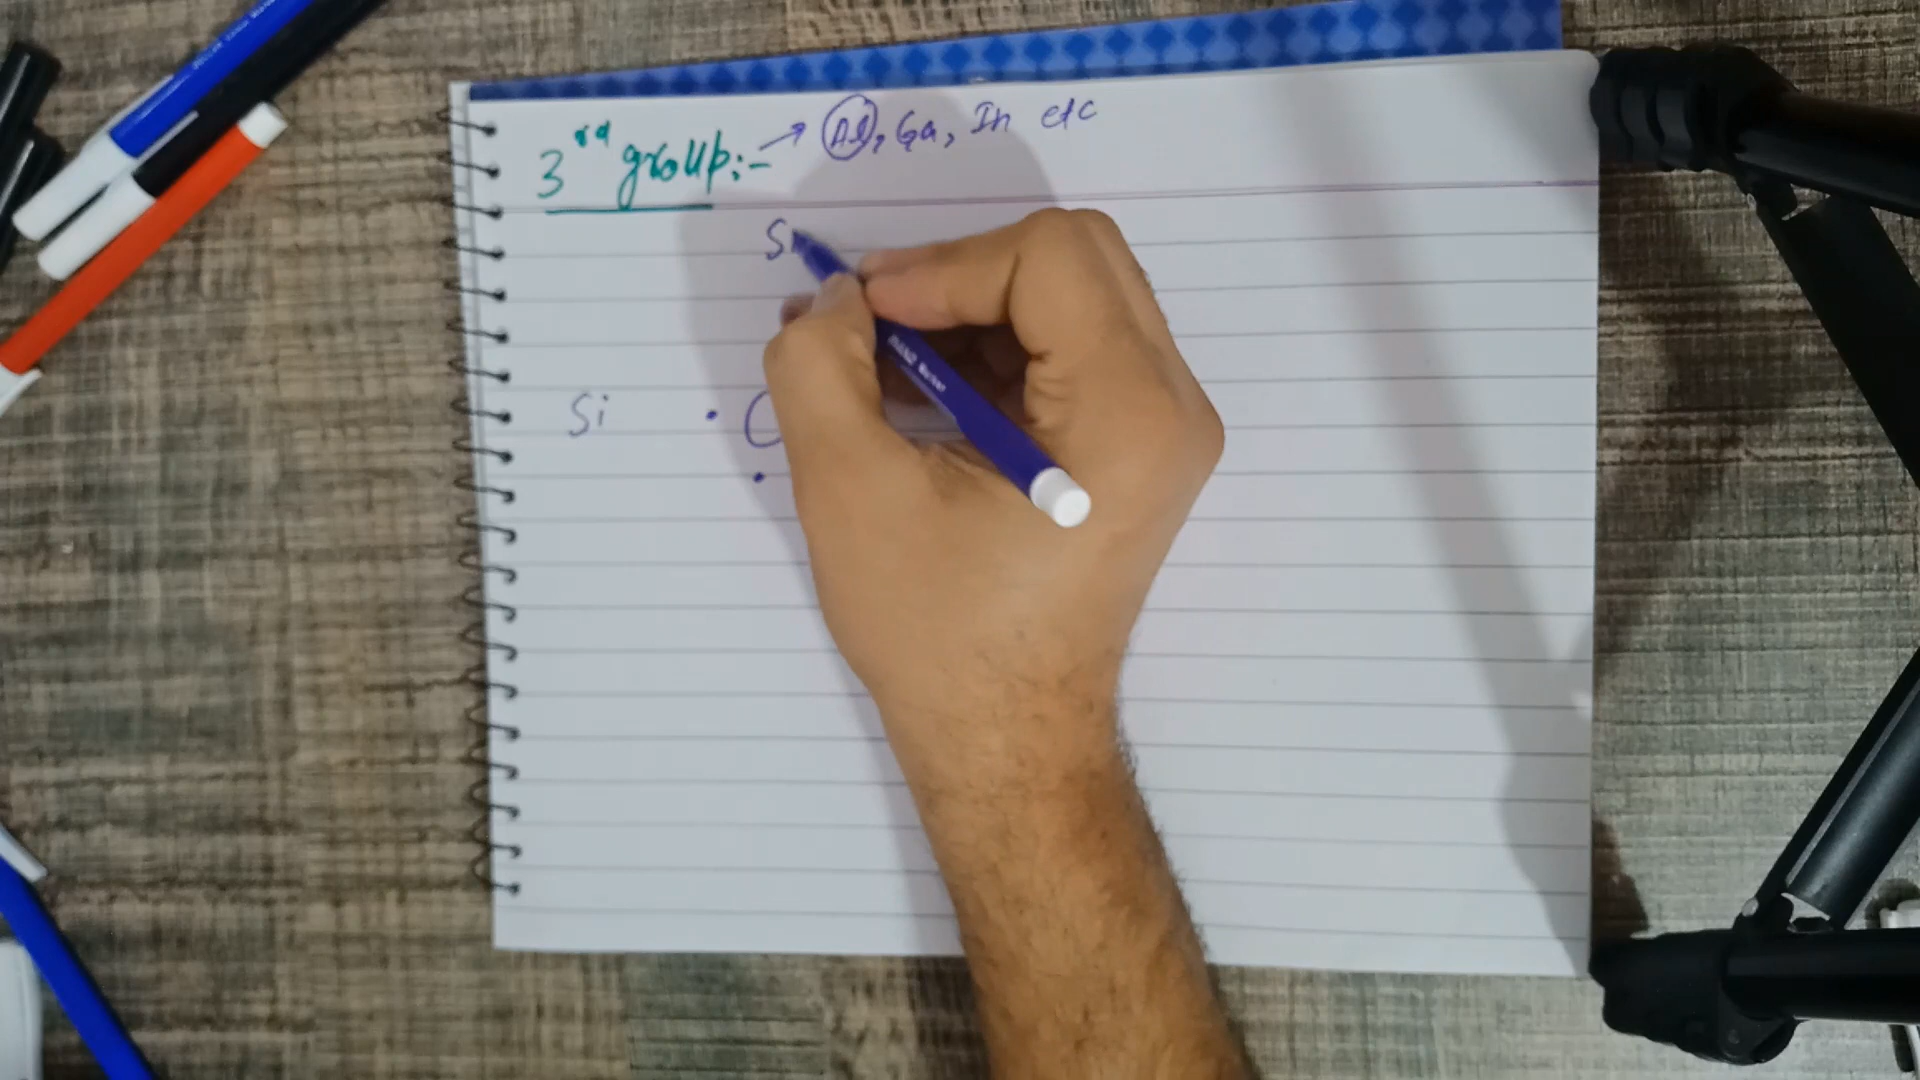 3rd group:- → Al, Ga, In etc
S
Si